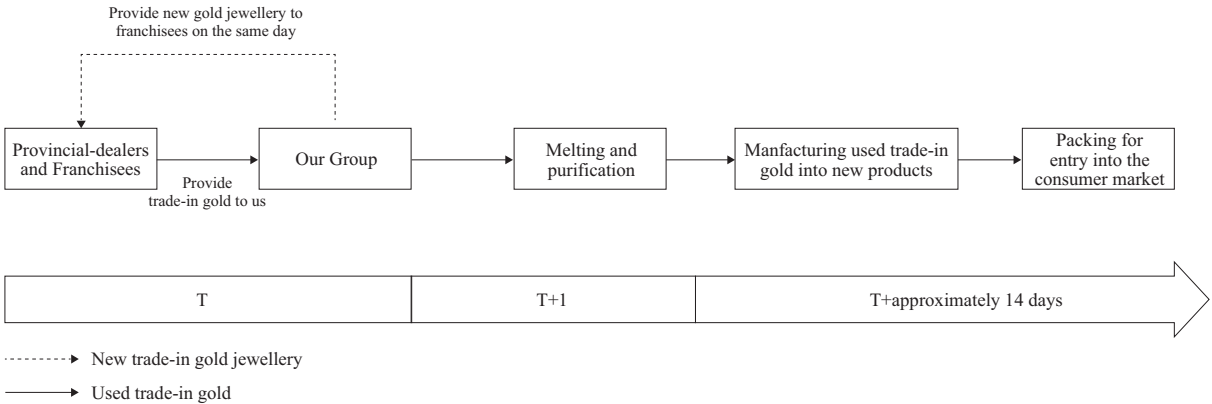 Provide new gold jewellery to
franchisees on the same day
Provincial-dealers
and Franchisees
Provide
trade-in gold to us
Our Group
Melting and
purification
Manfacturing used trade-in
gold into new products
Packing for
entry into the
consumer market
T
T+1
T+approximately 14 days
New trade-in gold jewellery
Used trade-in gold